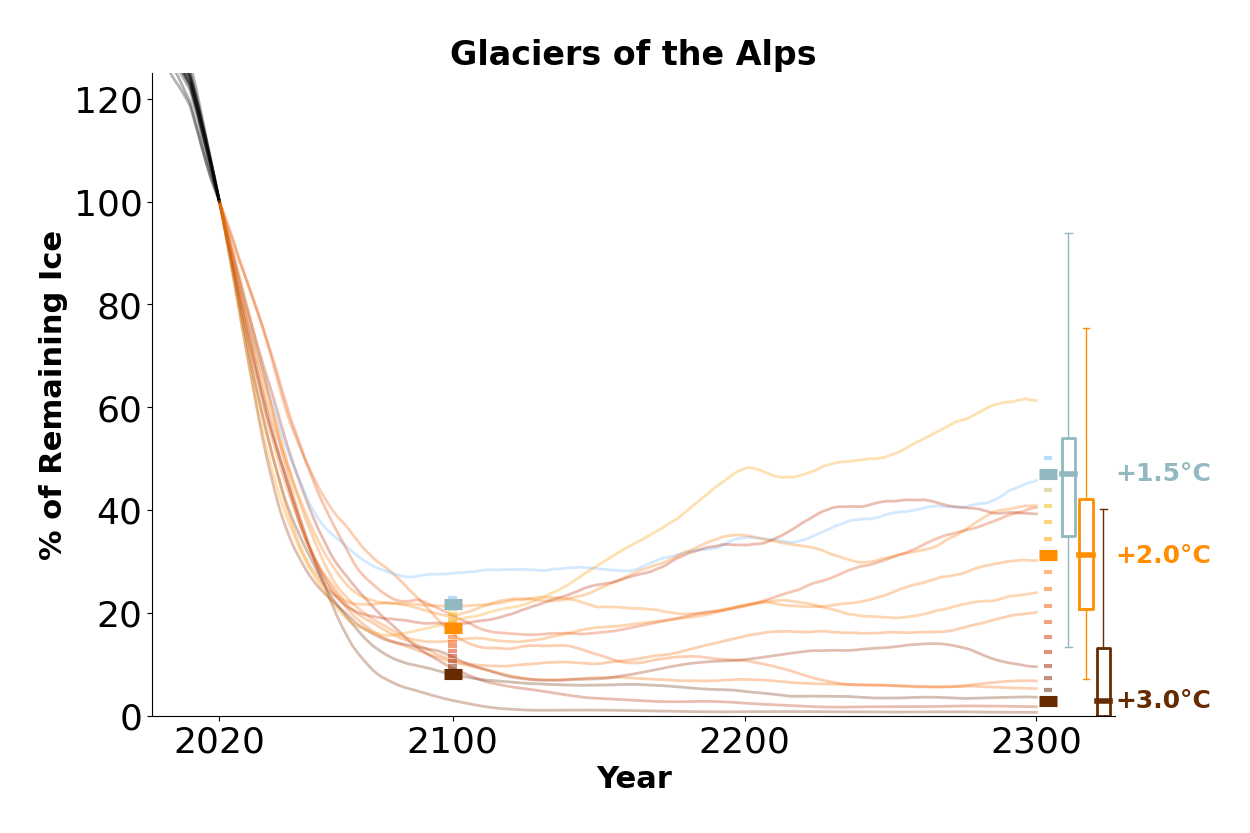 Glaciers of the Alps
% of Remaining Ice
120
100
80
60
40
20
0
+1.5°C
+2.0°C
+3.0°C
2020 2100 2200 2300
Year